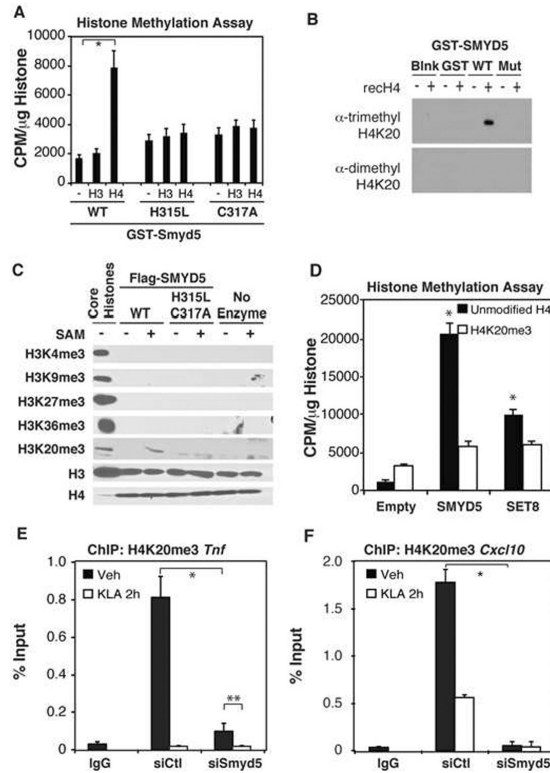 A
Histone Methylation Assay
CPM/µg Histone
10000
8000
6000
4000
2000
0
*
- H3 H4 - H3 H4 - H3 H4
WT H315L C317A
GST-Smyd5
B
GST-SMYD5
Blnk GST WT Mut
recH4 - + - + - + - +
α-trimethyl
H4K20
α-dimethyl
H4K20
C
Core
Histones
Flag-SMYD5
WT
H315L
C317A
No
Enzyme
SAM - - + - + - +
H3K4me3
H3K9me3
H3K27me3
H3K36me3
H3K20me3
H3
H4
D
Histone Methylation Assay
CPM/µg Histone
25000
20000
15000
10000
5000
0
Unmodified H4
H4K20me3
*
*
Empty SMYD5 SET8
E
ChIP: H4K20me3 Tnf
% Input
1.0
0.8
0.6
0.4
0.2
0
Veh
KLA 2h
*
**
IgG siCtl siSmyd5
F
ChIP: H4K20me3 Cxcl10
% Input
2.0
1.5
1.0
0.5
0
Veh
KLA 2h
*
IgG siCtl siSmyd5